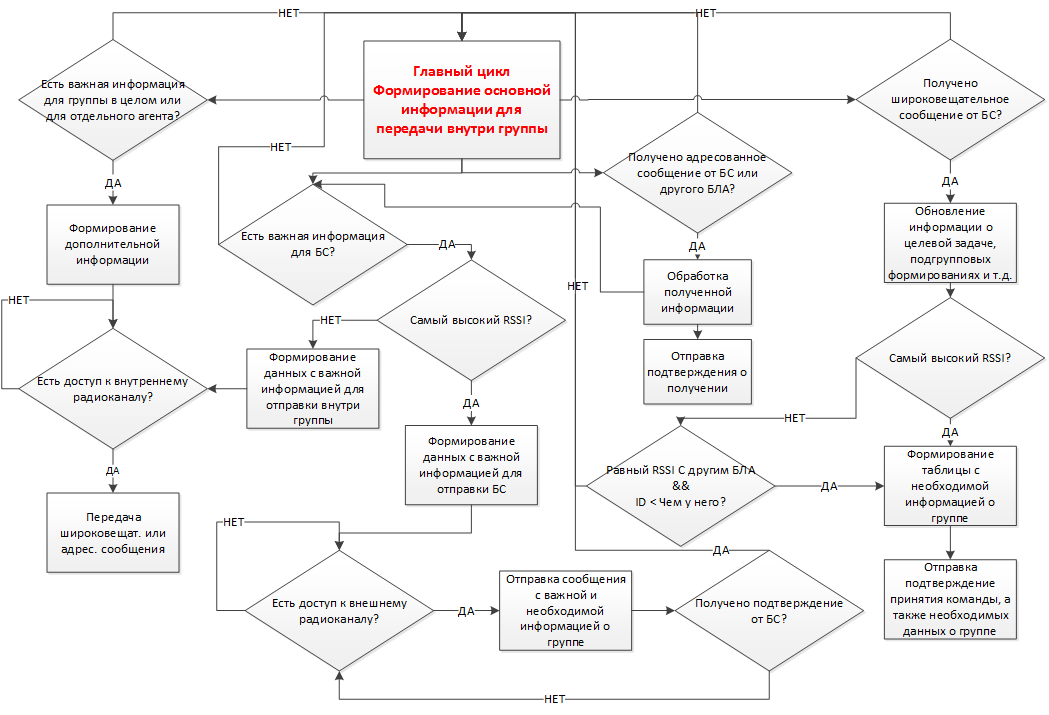 НЕТ
НЕТ
Главный цикл
Формирование основной
информации для
передачи внутри группы
Есть важная информация
для группы в целом или
для отдельного агента?
Получено
широковещательное
сообщение от БС?
НЕТ
Получено адресованное
сообщение от БС или
другого БЛА?
ДА
ДА
Формирование
дополнительной
информации
Есть важная информация
для БС?
ДА
ДА
Обновление
информации о
целевой задаче,
подгрупповых
формированиях и т.д.
Обработка
полученной
информации
НЕТ
НЕТ
НЕТ
Самый высокий RSSI?
Отправка
подтверждения о
получении
Самый высокий RSSI?
Есть доступ к внутреннему
радиоканалу?
Формирование
данных с важной
информацией для
отправки внутри
группы
ДА
НЕТ
ДА
Формирование
данных с важной
информацией для
отправки БС
Равный RSSI С другим БЛА
&&
ID < Чем у него?
ДА
Формирование
таблицы с
необходимой
информацией о
группе
ДА
Передача
широковещат. или
адрес. сообщения
НЕТ
ДА
Есть доступ к внешнему
радиоканалу?
ДА
Отправка сообщения
с важной и
необходимой
информацией о
группе
Получено подтверждение
от БС?
Отправка
подтверждение
принятия команды, а
также необходимых
данных о группе
НЕТ